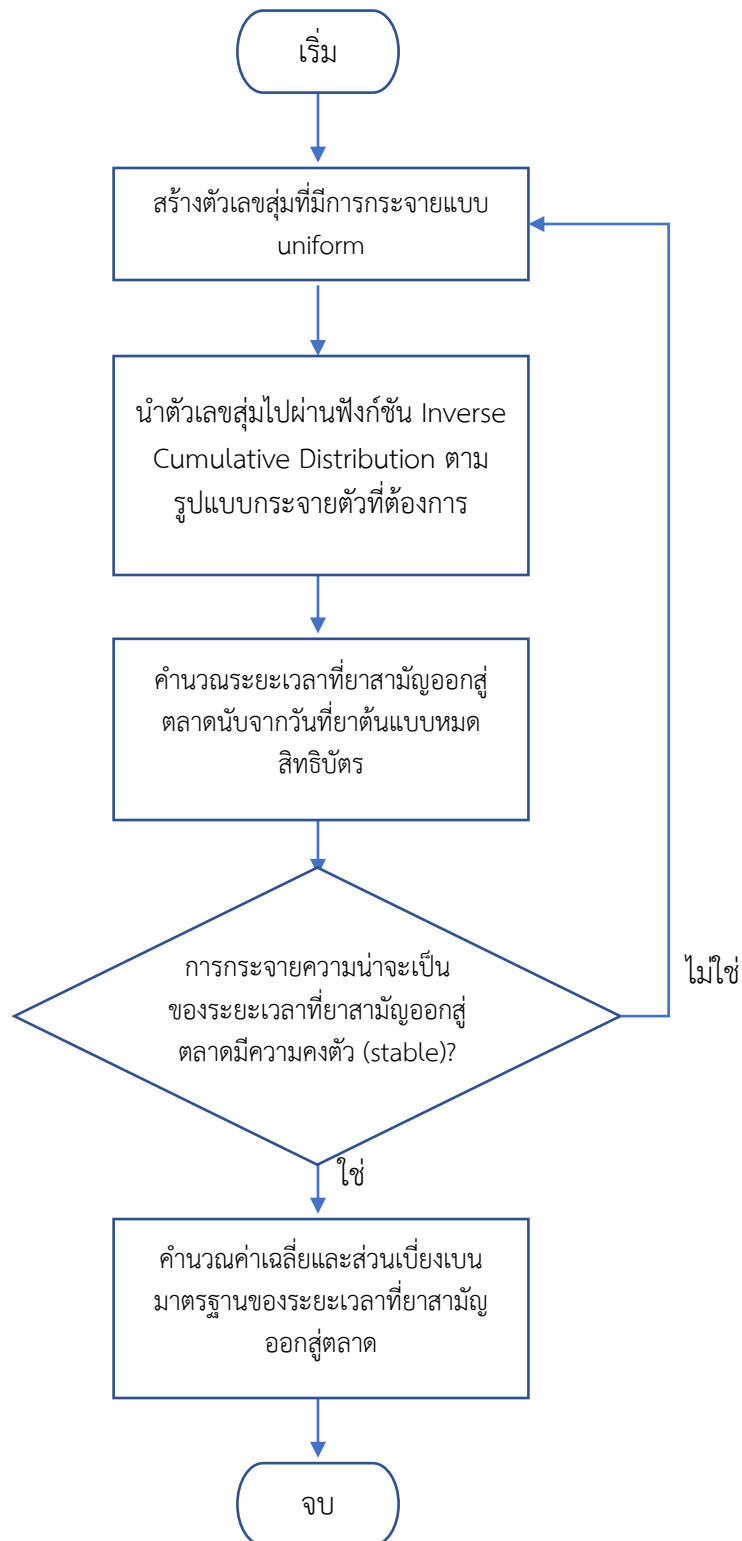 เริ่ม
สร้างตัวเลขสุ่มที่มีการกระจายแบบ
uniform
นำตัวเลขสุ่มไปผ่านฟังก์ชัน Inverse
Cumulative Distribution ตาม
รูปแบบกระจายตัวที่ต้องการ
คำนวณระยะเวลาที่ยาสามัญออกสู่
ตลาดนับจากวันที่ยาต้นแบบหมด
สิทธิบัตร
การกระจายความน่าจะเป็น
ของระยะเวลาที่ยาสามัญออกสู่
ตลาดมีความคงตัว (stable)?
ไม่ใช่
ใช่
คำนวณค่าเฉลี่ยและส่วนเบี่ยงเบน
มาตรฐานของระยะเวลาที่ยาสามัญ
ออกสู่ตลาด
จบ